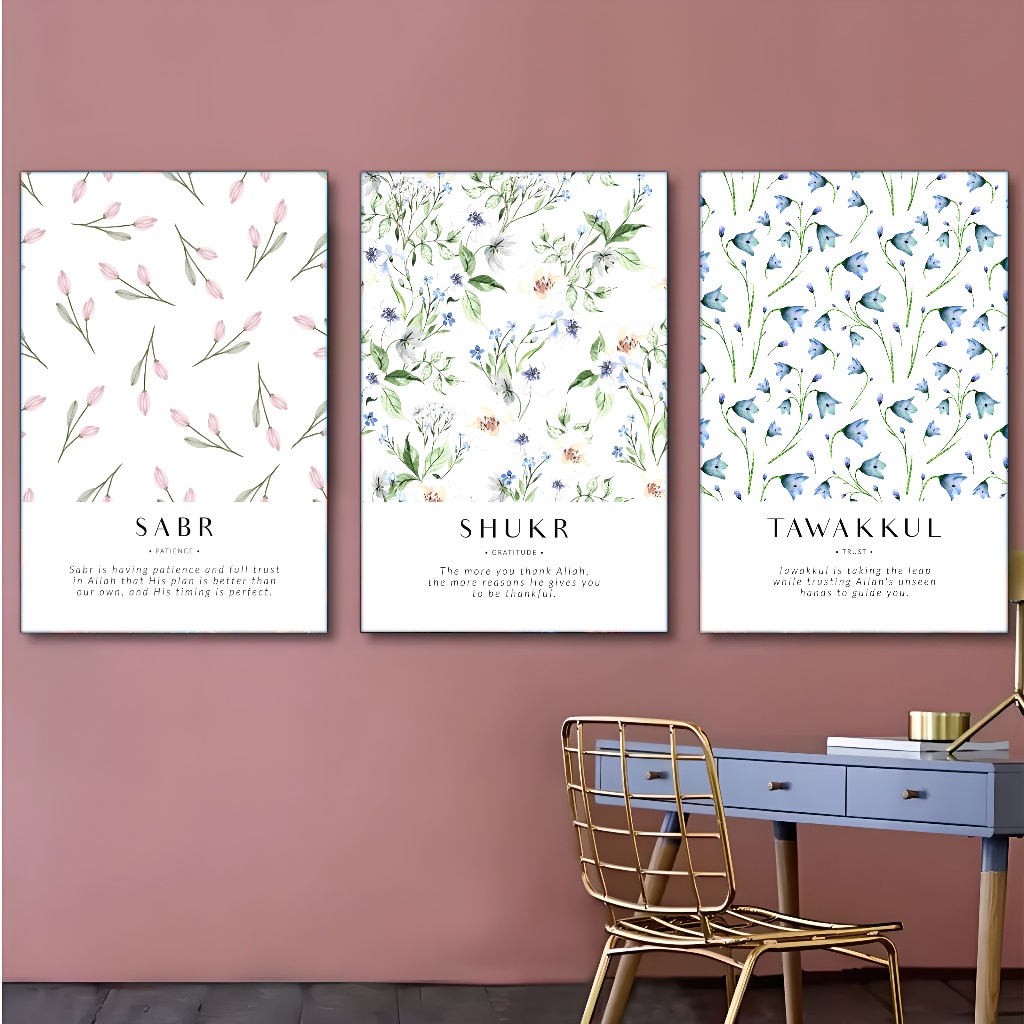 SABR
• PATIENCE •
Sabr is having patience and full trust
in Allah that His plan is better than
our own, and His timing is perfect.
SHUKR
• GRATITUDE •
The more you thank Allah,
the more reasons He gives you
to be thankful.
TAWAKKUL
• TRUST •
Tawakkul is taking the leap
while trusting Allah's unseen
hands to guide you.